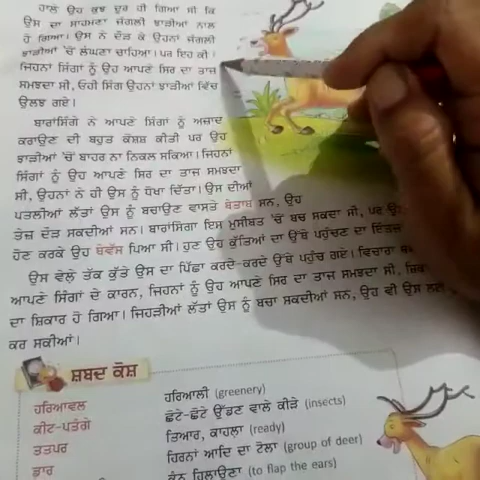 ਹਾਲੇ ਉਹ ਕੁਝ ਦੂਰ ਹੀ ਗਿਆ ਸੀ ਕਿ
ਉਸ ਦਾ ਸਾਹਮਣਾ ਜੰਗਲੀ ਝਾੜੀਆਂ ਨਾਲ
ਹੋ ਗਿਆ। ਉਸ ਨੇ ਦੌੜ ਕੇ ਉਹਨਾਂ ਜੰਗਲੀ
ਝਾੜੀਆਂ 'ਚੋਂ ਲੰਘਣਾ ਚਾਹਿਆ। ਪਰ ਇਹ ਕੀ।
ਜਿਹਨਾਂ ਸਿੰਗਾਂ ਨੂੰ ਉਹ ਆਪਣੇ ਸਿਰ ਦਾ ਤਾਜ
ਸਮਝਦਾ ਸੀ, ਓਹੀ ਸਿੰਗ ਉਹਨਾਂ ਝਾੜੀਆਂ ਵਿੱਚ
ਉਲਝ ਗਏ।
ਬਾਰਾਂਸਿੰਗੇ ਨੇ ਆਪਣੇ ਸਿੰਗਾਂ ਨੂੰ ਅਜ਼ਾਦ
ਕਰਾਉਣ ਦੀ ਬਹੁਤ ਕੋਸ਼ਸ਼ ਕੀਤੀ ਪਰ ਉਹ
ਝਾੜੀਆਂ 'ਚੋਂ ਬਾਹਰ ਨਾ ਨਿਕਲ ਸਕਿਆ। ਜਿਹਨਾਂ
ਸਿੰਗਾਂ ਨੂੰ ਉਹ ਆਪਣੇ ਸਿਰ ਦਾ ਤਾਜ ਸਮਝਦਾ
ਸੀ, ਉਹਨਾਂ ਨੇ ਹੀ ਉਸ ਨੂੰ ਧੋਖਾ ਦਿੱਤਾ। ਉਸ ਦੀਆਂ
ਪਤਲੀਆਂ ਲੱਤਾਂ ਉਸ ਨੂੰ ਬਚਾਉਣ ਵਾਸਤੇ ਬੇਤਾਬ ਸਨ, ਉਹ
ਤੇਜ਼ ਦੌੜ ਸਕਦੀਆਂ ਸਨ। ਬਾਰਾਂਸਿੰਗਾ ਇਸ ਮੁਸੀਬਤ 'ਚੋਂ ਬਚ ਸਕਦਾ ਸੀ, ਪਰ
ਹੋਣ ਕਰਕੇ ਉਹ ਬੇਵੱਸ ਪਿਆ ਸੀ। ਹੁਣ ਉਹ ਕੁੱਤਿਆਂ ਦਾ ਉੱਥੇ ਪਹੁੰਚਣ ਦਾ
ਉਸ ਵੇਲ਼ੇ ਤੱਕ ਕੁੱਤੇ ਉਸ ਦਾ ਪਿੱਛਾ ਕਰਦੇ-ਕਰਦੇ ਉੱਥੇ ਪਹੁੰਚ ਗਏ। ਵਿਚਾਰਾ
ਆਪਣੇ ਸਿੰਗਾਂ ਦੇ ਕਾਰਨ, ਜਿਹਨਾਂ ਨੂੰ ਉਹ ਆਪਣੇ ਸਿਰ ਦਾ ਤਾਜ ਸਮਝਦਾ ਸੀ,
ਦਾ ਸ਼ਿਕਾਰ ਹੋ ਗਿਆ। ਜਿਹੜੀਆਂ ਲੱਤਾਂ ਉਸ ਨੂੰ ਬਚਾ ਸਕਦੀਆਂ ਸਨ, ਉਹ ਵੀ ਉਸ ਲਈ
ਕਰ ਸਕੀਆਂ।
ਸ਼ਬਦ ਕੋਸ਼
ਹਰਿਆਵਲ ਹਰਿਆਲੀ (greenery)
ਕੀਟ-ਪਤੰਗੇ ਛੋਟੇ-ਛੋਟੇ ਉੱਡਣ ਵਾਲੇ ਕੀੜੇ (insects)
ਤਤਪਰ ਤਿਆਰ, ਕਾਹਲਾ (ready)
ਡਾਰ ਹਿਰਨਾਂ ਆਦਿ ਦਾ ਟੋਲਾ (group of deer)
ਕੰਨ ਹਿਲਾਉਣਾ (to flap the ears)